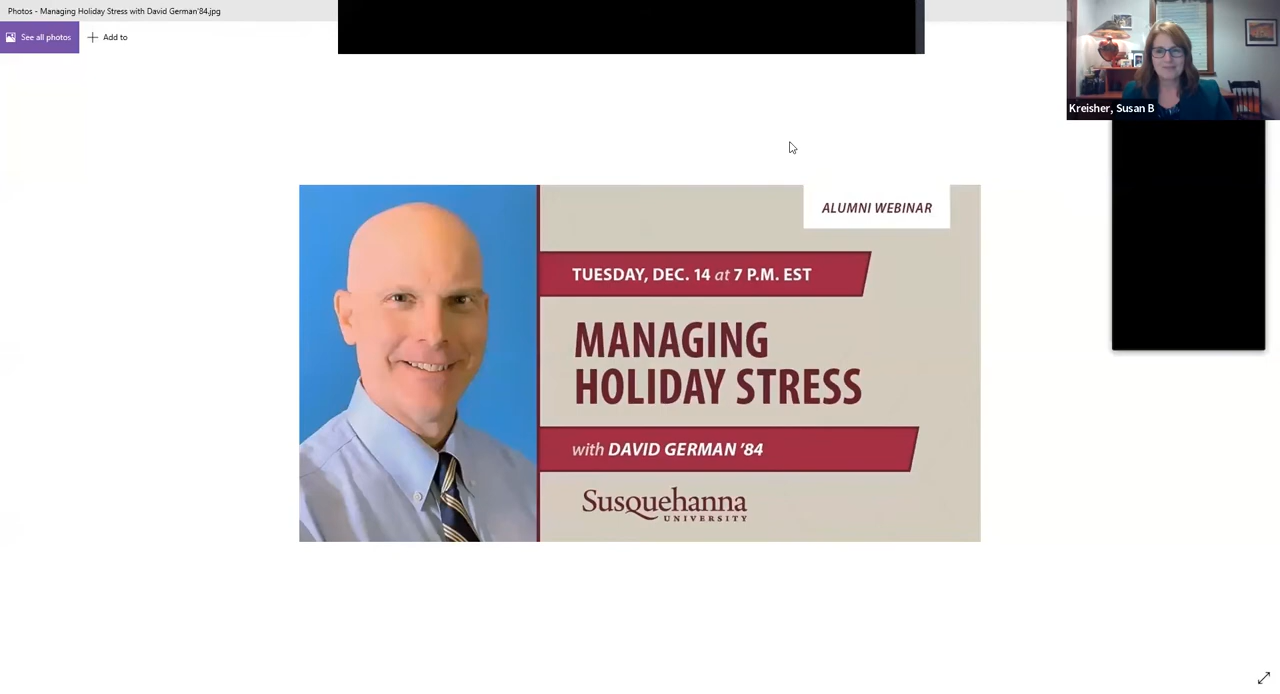 Photos - Managing Holiday Stress with David German'84.jpg
See all photos
Add to
Kreisher, Susan B
ALUMNI WEBINAR
TUESDAY, DEC. 14 at 7 P.M. EST
MANAGING
HOLIDAY STRESS
with DAVID GERMAN '84
Susquehanna
UNIVERSITY